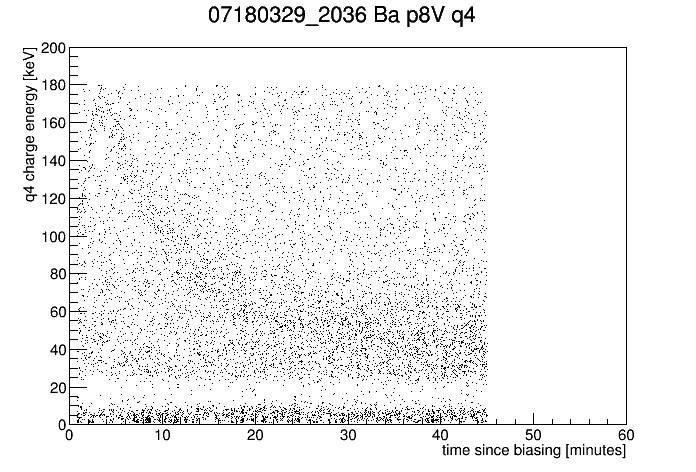 07180329_2036 Ba p8V q4
q4 charge energy [keV]
200
180
160
140
120
100
80
60
40
20
0
0 10 20 30 40 50 60
time since biasing [minutes]